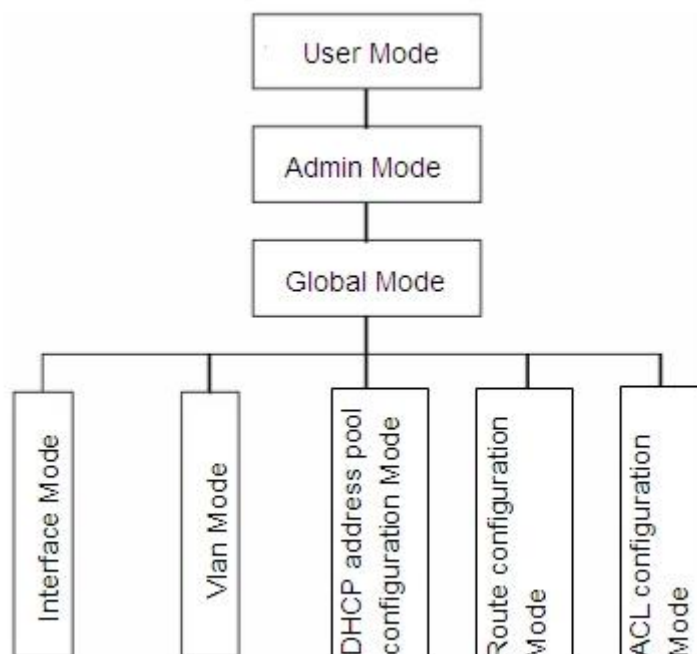 User Mode
Admin Mode
Global Mode
Interface Mode
Vlan Mode
DHCP address pool
configuration Mode
Route configuration
Mode
ACL configuration
Mode